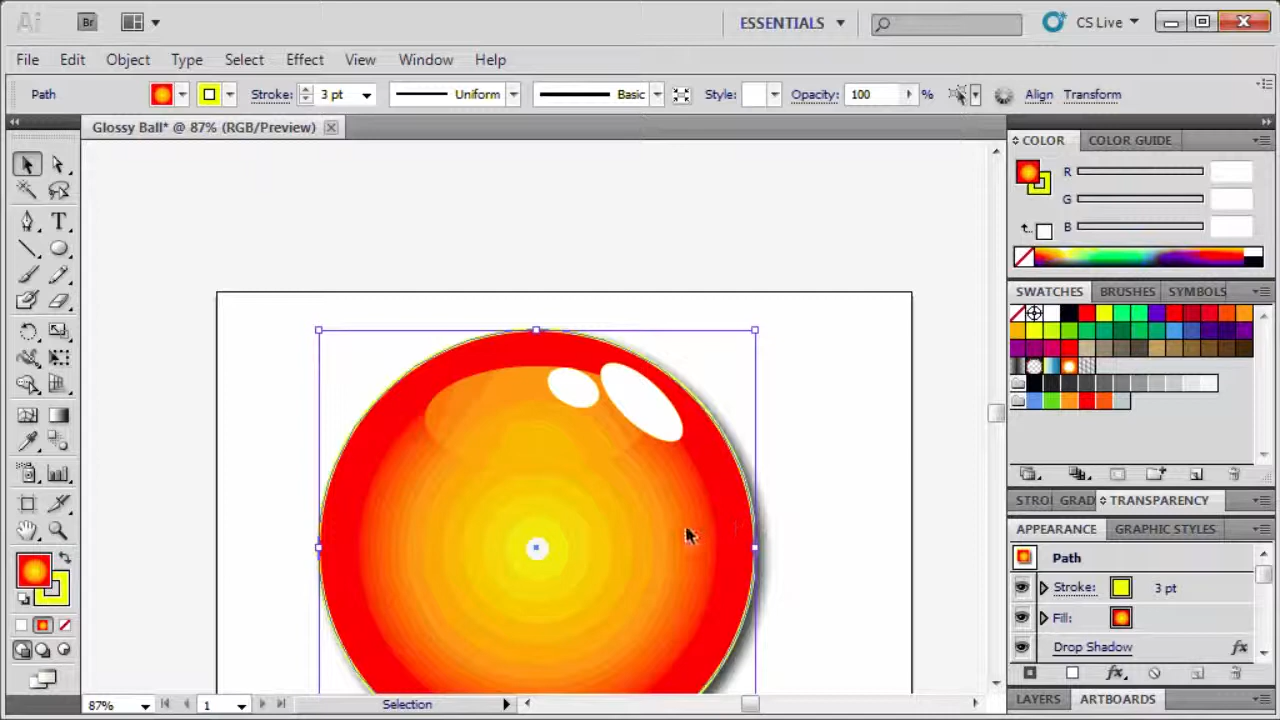 Ai Br ESSENTIALS CS Live
File Edit Object Type Select Effect View Window Help
Path Stroke: 3 pt Uniform Basic Style: Opacity: 100 % Align Transform
Glossy Ball* @ 87% (RGB/Preview)
COLOR COLOR GUIDE
R
G
B
SWATCHES BRUSHES SYMBOLS
STRO GRAD TRANSPARENCY
APPEARANCE GRAPHIC STYLES
Path
Stroke: 3 pt
Fill:
Drop Shadow fx
fx
LAYERS ARTBOARDS
87% 1 Selection